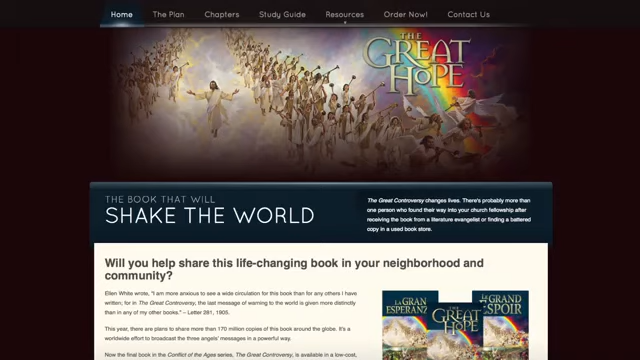 Home The Plan Chapters Study Guide Resources Order Now! Contact Us
THE
GREAT
HOPE
THE BOOK THAT WILL
SHAKE THE WORLD
The Great Controversy changes lives. There's probably more than
one person who found their way into your church fellowship after
receiving the book from a literature evangelist or finding a battered
copy in a used book store.
Will you help share this life-changing book in your neighborhood and
community?
Ellen White wrote, "I am more anxious to see a wide circulation for this book than for any others I have
written; for in The Great Controversy, the last message of warning to the world is given more distinctly
than in any of my other books." – Letter 281, 1905.
This year, there are plans to share more than 170 million copies of this book around the globe. It's a
worldwide effort to broadcast the three angels' messages in a powerful way.
Now the final book in the Conflict of the Ages series, The Great Controversy, is available in a low-cost,
LA GRAN
ESPERANZ
THE
GREAT
HOPE
GRAND
SPOIR